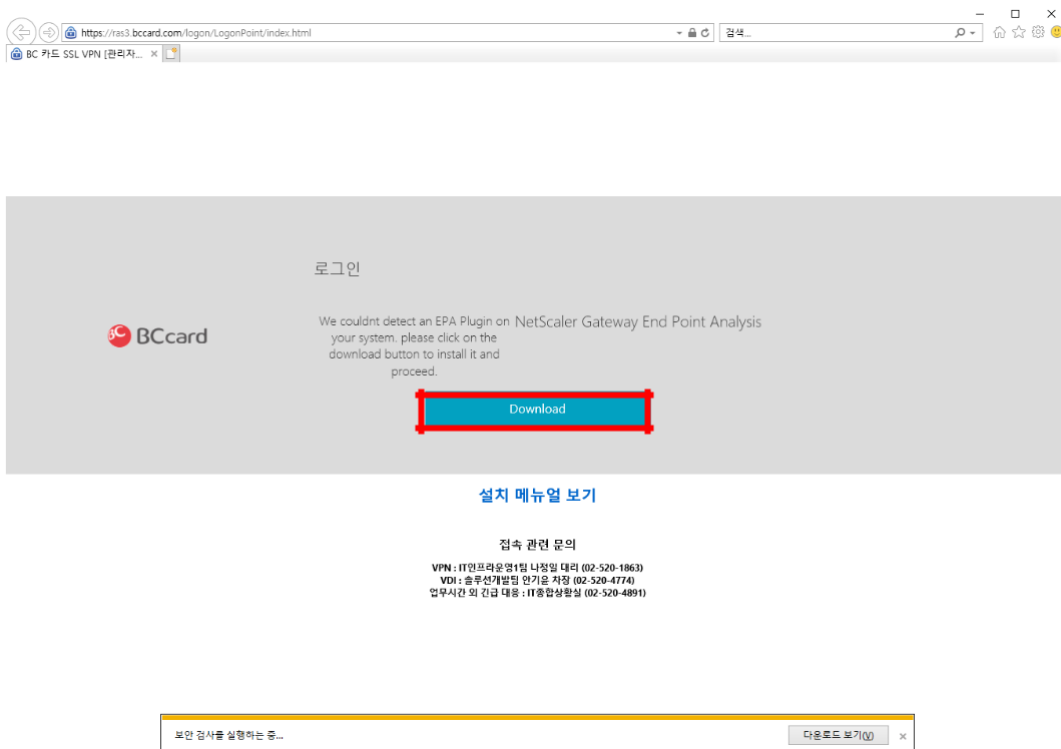 https://ras3.bccard.com/logon/LogonPoint/index.html
검색...
BC 카드 SSL VPN [관리자...
로그인
BCcard
We couldnt detect an EPA Plugin on
your system. please click on the
download button to install it and
proceed.
NetScaler Gateway End Point Analysis
Download
설치 메뉴얼 보기
접속 관련 문의
VPN : IT인프라운영1팀 나정일 대리 (02-520-1863)
VDI : 솔루션개발팀 안기윤 차장 (02-520-4774)
업무시간 외 긴급 대응 : IT종합상황실 (02-520-4891)
보안 검사를 실행하는 중...
다운로드 보기(V)